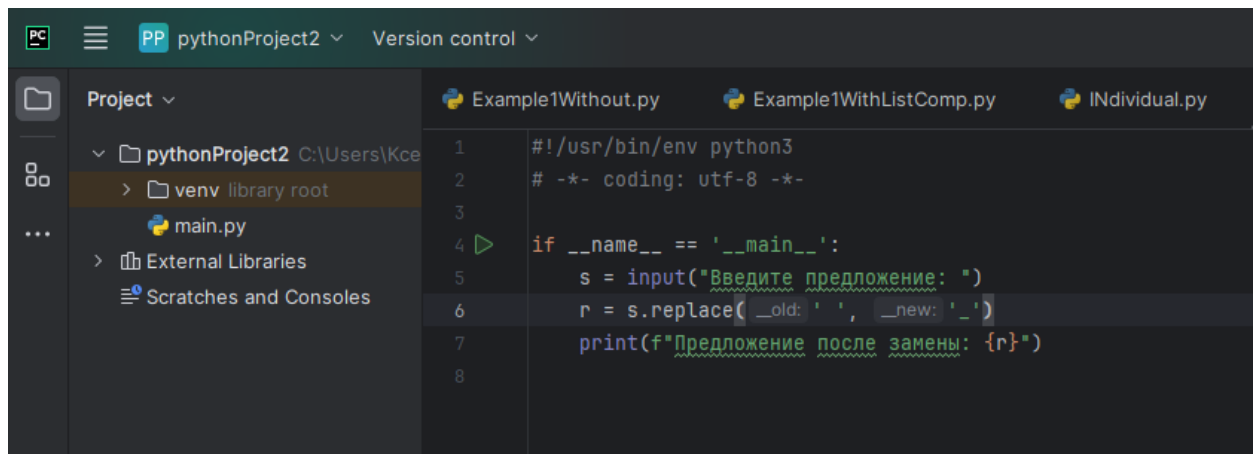 PC PP pythonProject2 Version control
Project
pythonProject2 C:\Users\Kce
venv library root
main.py
External Libraries
Scratches and Consoles
Example1Without.py Example1WithListComp.py INdividual.py
1 #!/usr/bin/env python3
2 # -*- coding: utf-8 -*-
3
4 if __name__ == '__main__':
5 s = input("Введите предложение: ")
6 r = s.replace( __old: ' ', __new: '_')
7 print(f"Предложение после замены: {r}")
8